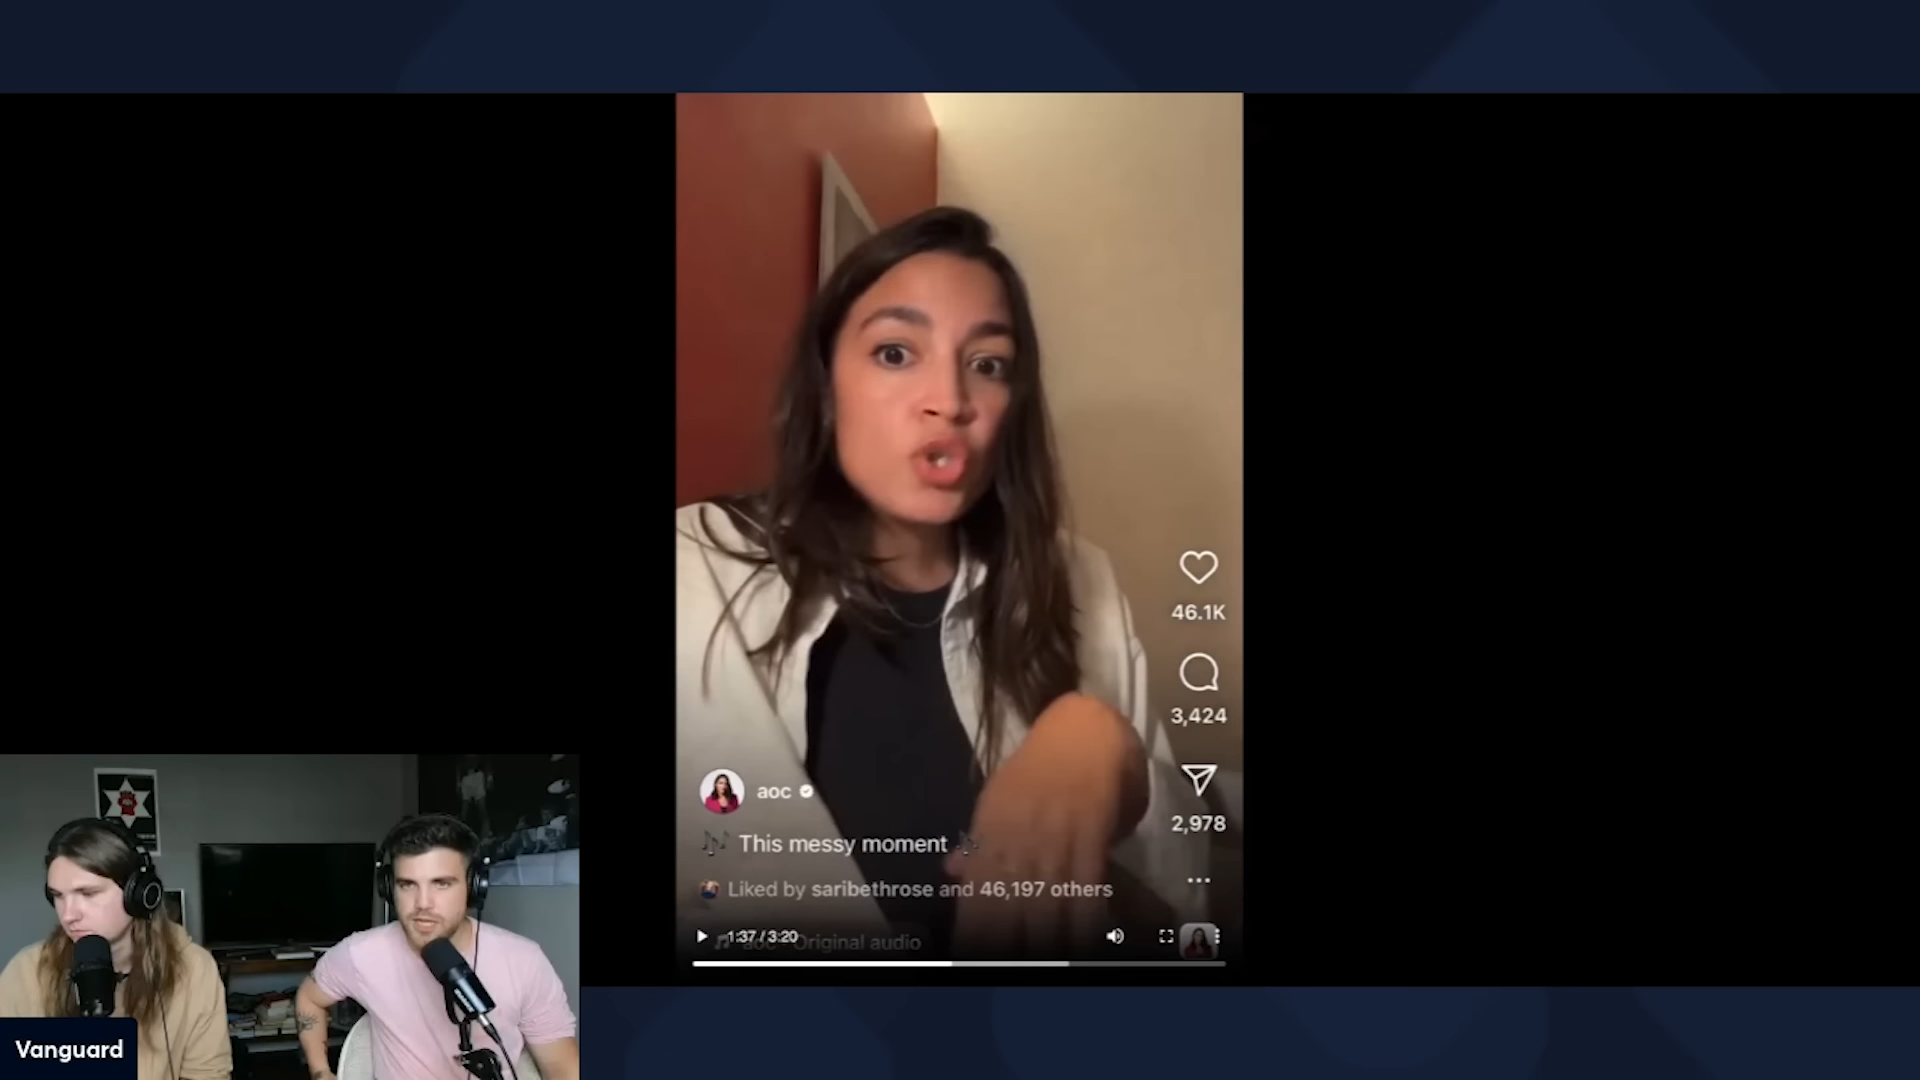 46.1K
3,424
aoc
2,978
This messy moment
Liked by saribethrose and 46,197 others
1:37 / 3:20
aoc Original audio
Vanguard